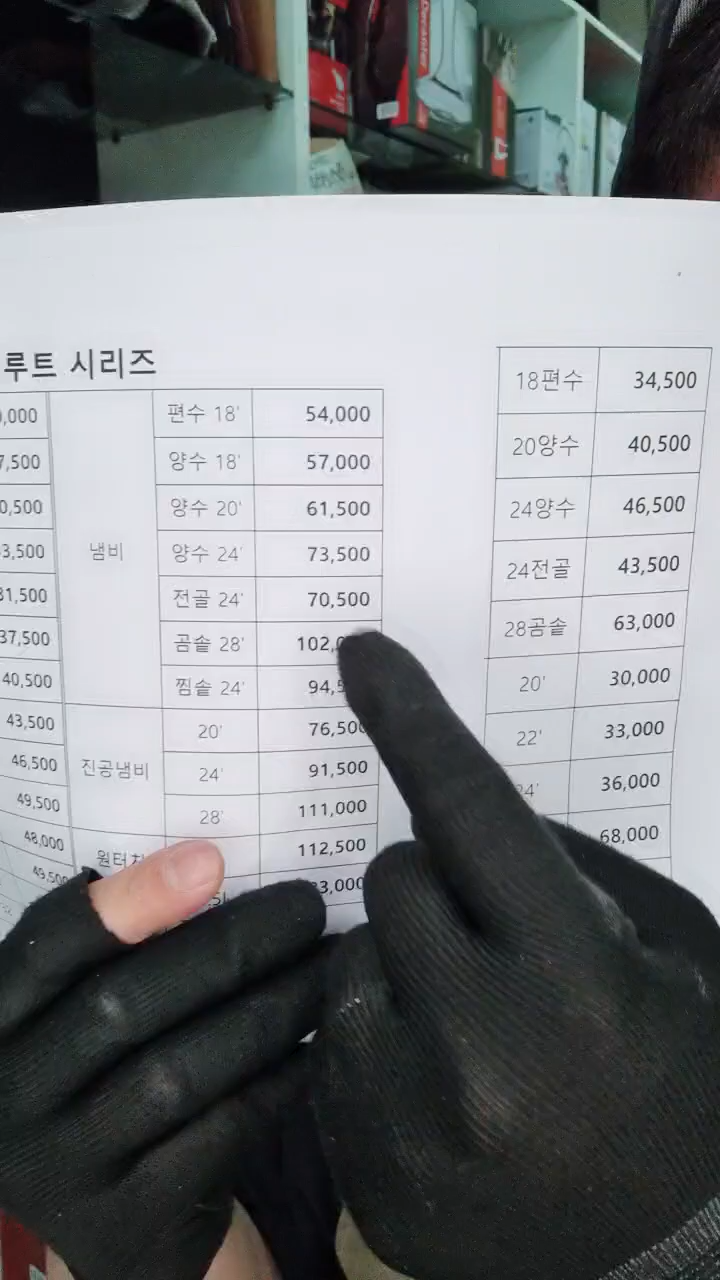 Decanter
루트 시리즈
냄비
편수 18' 54,000
양수 18' 57,000
양수 20' 61,500
양수 24' 73,500
전골 24' 70,500
곰솥 28'
찜솥 24'
40,500
43,500
46,500
49,500
48,000
49,500
진공냄비
20' 76,500
24' 91,500
28' 111,000
112,500
18편수 34,500
20양수 40,500
24양수 46,500
24전골 43,500
28곰솥 63,000
20' 30,000
22' 33,000
24' 36,000
68,000